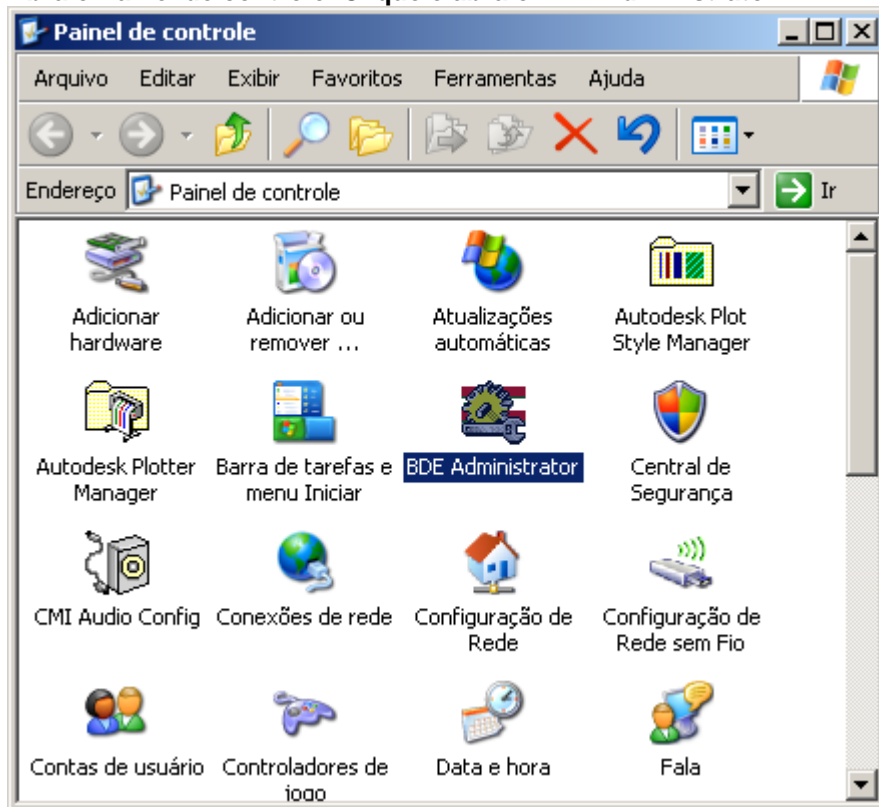 Painel de controle
Arquivo Editar Exibir Favoritos Ferramentas Ajuda
Endereço Painel de controle Ir
Adicionar hardware
Adicionar ou remover ...
Atualizações automáticas
Autodesk Plot Style Manager
Autodesk Plotter Manager
Barra de tarefas e menu Iniciar
BDE Administrator
Central de Segurança
CMI Audio Config
Conexões de rede
Configuração de Rede
Configuração de Rede sem Fio
Contas de usuário
Controladores de jogo
Data e hora
Fala